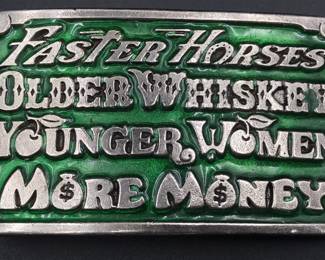 FASTER HORSES
OLDER WHISKEY
YOUNGER WOMEN
MORE MONEY